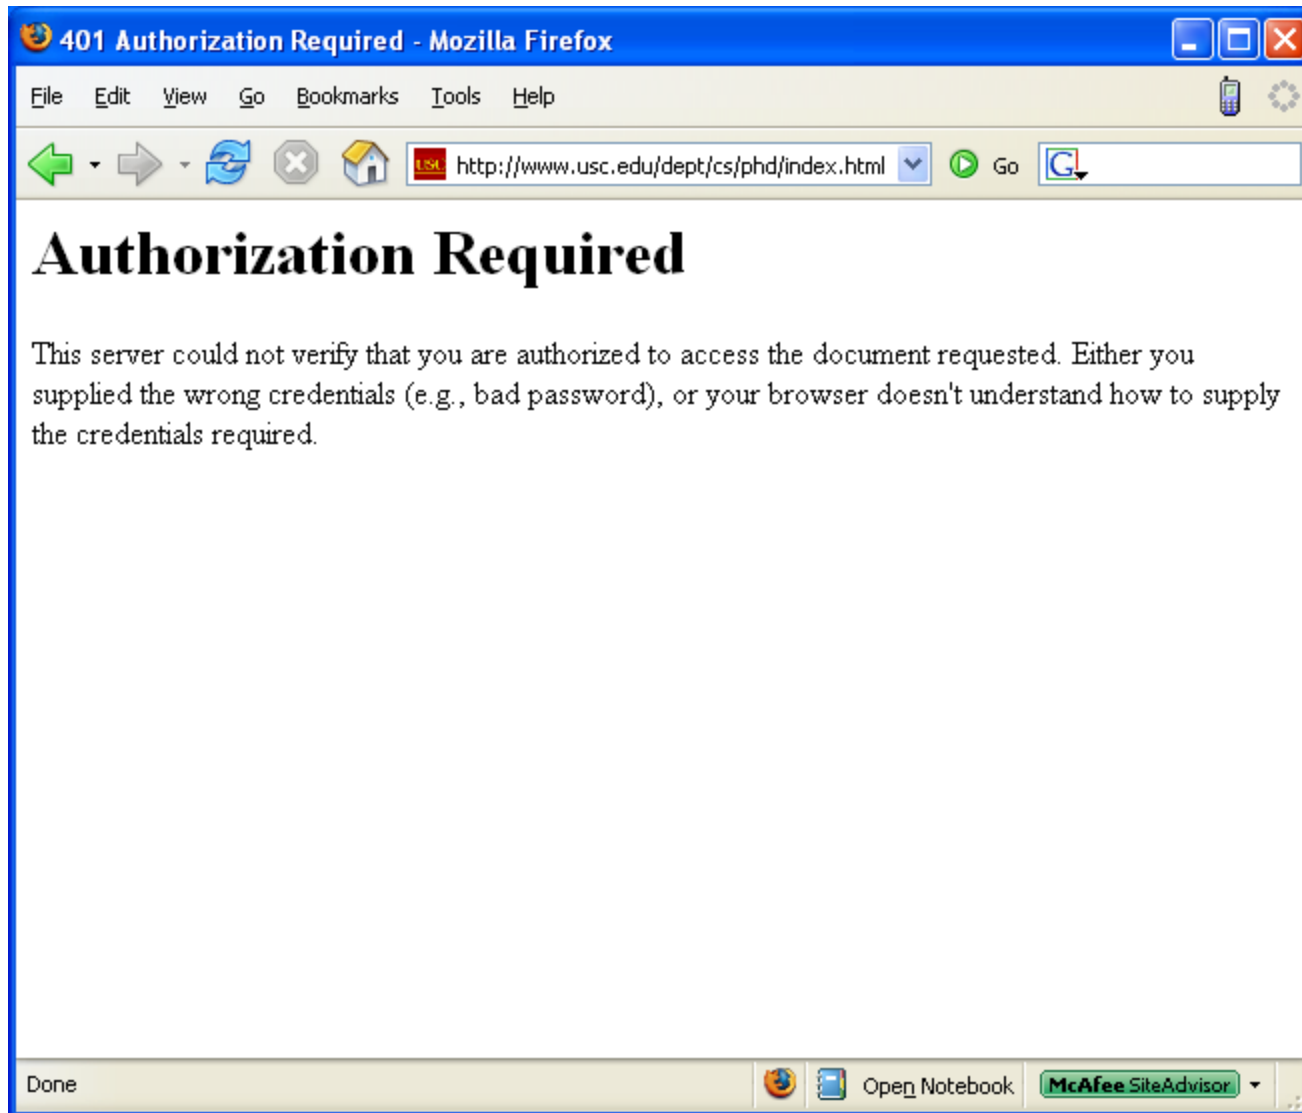 401 Authorization Required - Mozilla Firefox
File Edit View Go Bookmarks Tools Help
USC http://www.usc.edu/dept/cs/phd/index.html Go G
Authorization Required
This server could not verify that you are authorized to access the document requested. Either you
supplied the wrong credentials (e.g., bad password), or your browser doesn't understand how to supply
the credentials required.
Done Open Notebook McAfee SiteAdvisor